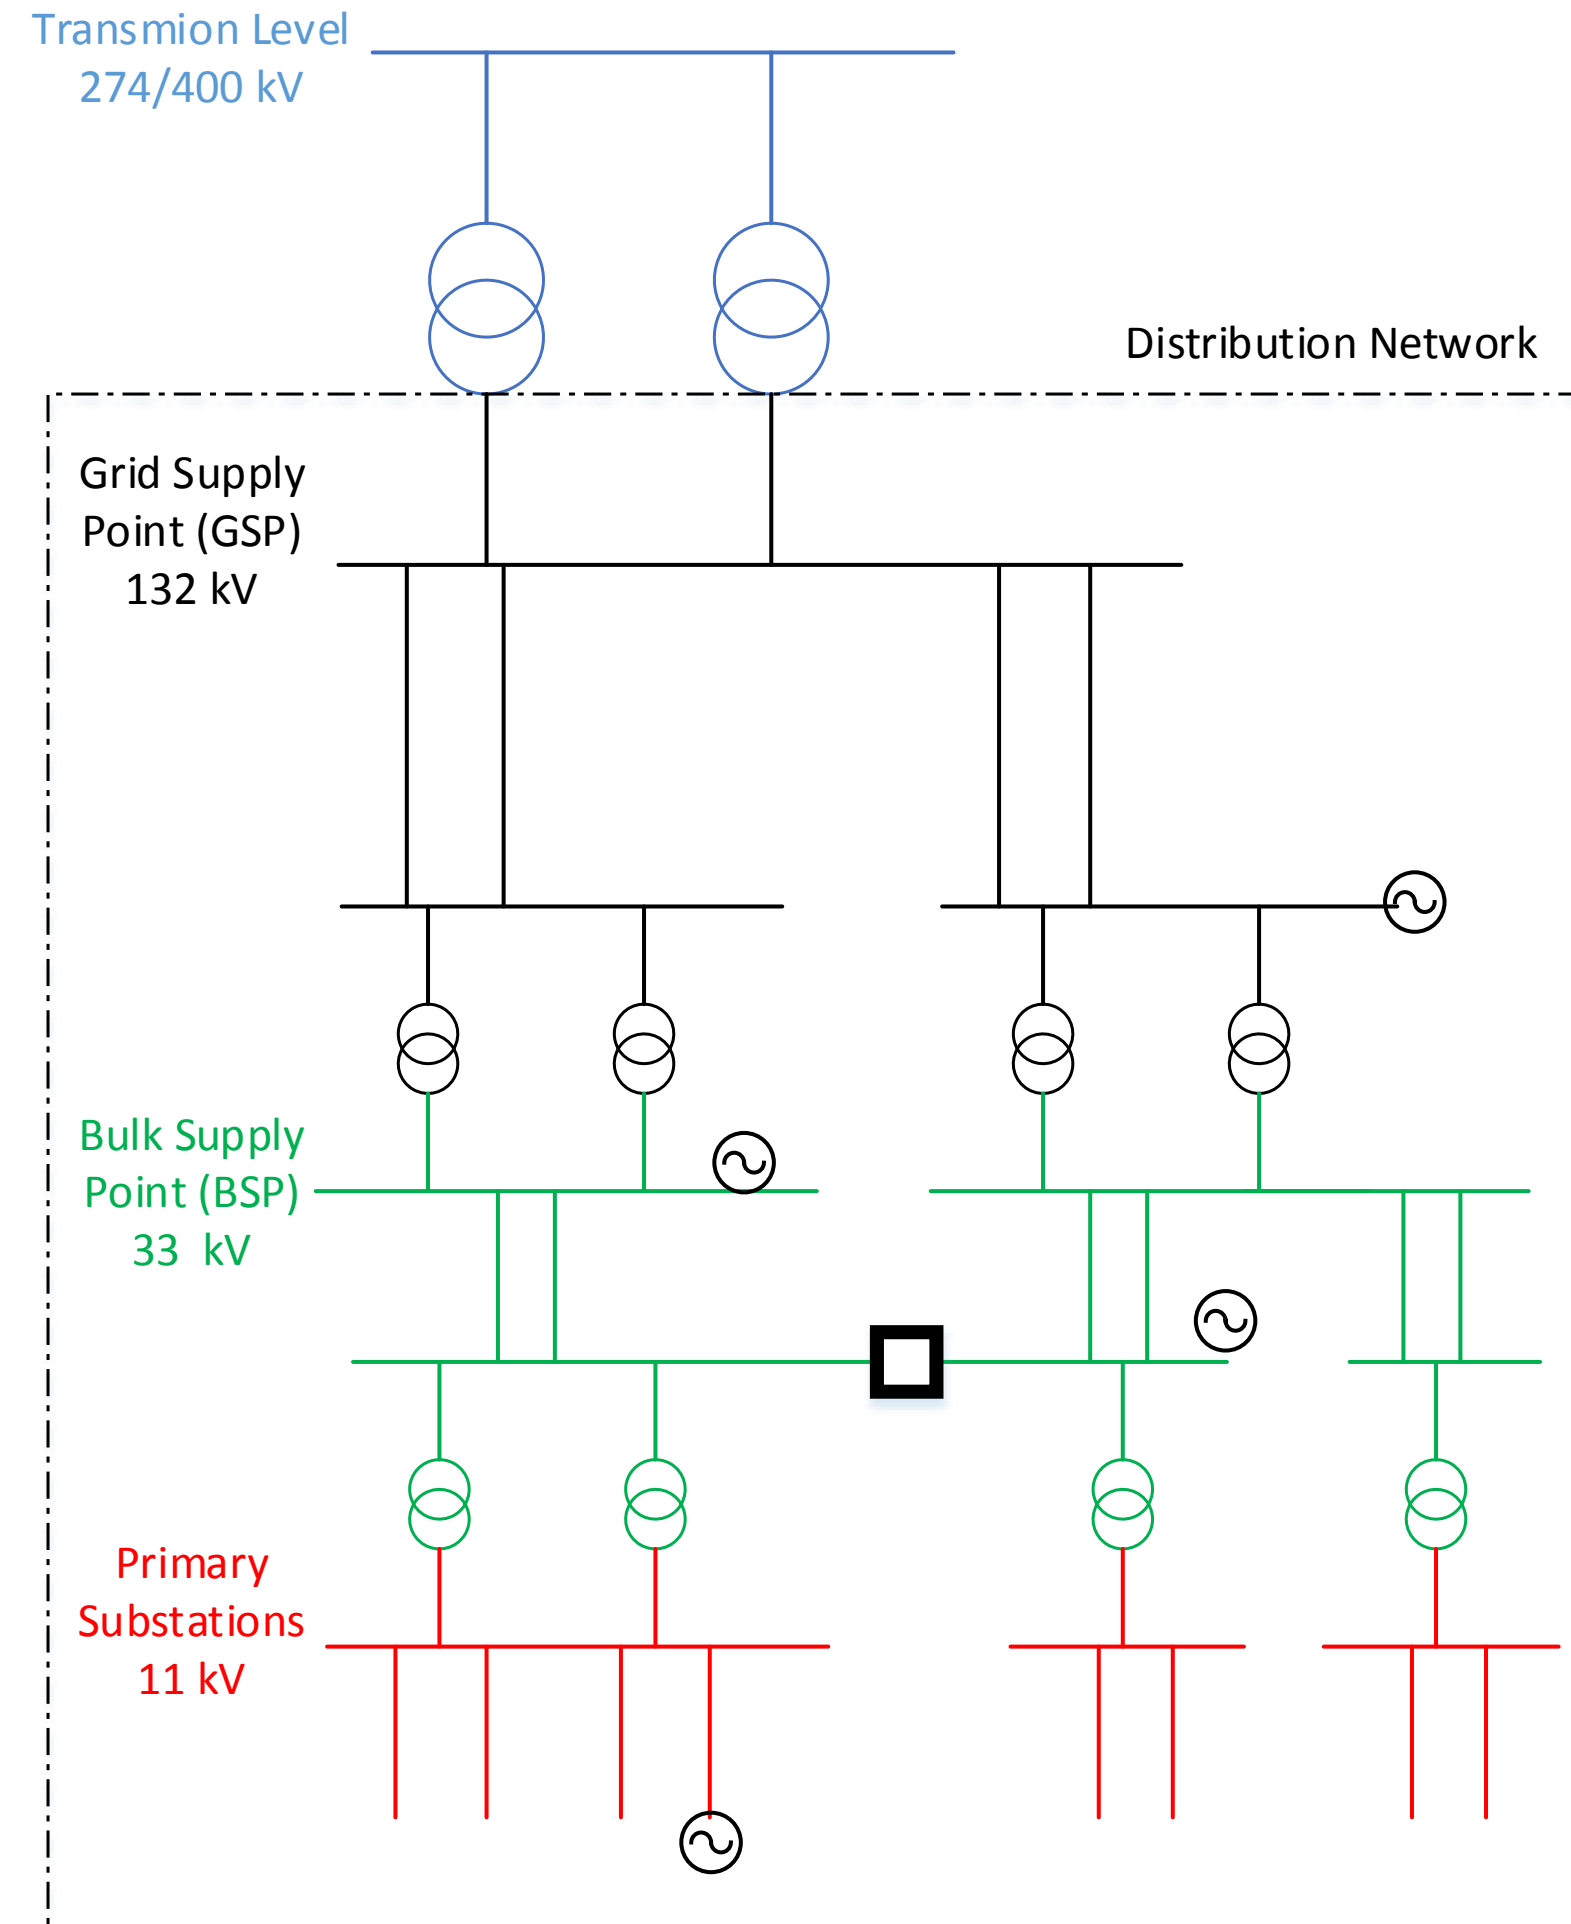 Transmion Level
274/400 kV
Distribution Network
Grid Supply
Point (GSP)
132 kV
Bulk Supply
Point (BSP)
33 kV
Primary
Substations
11 kV